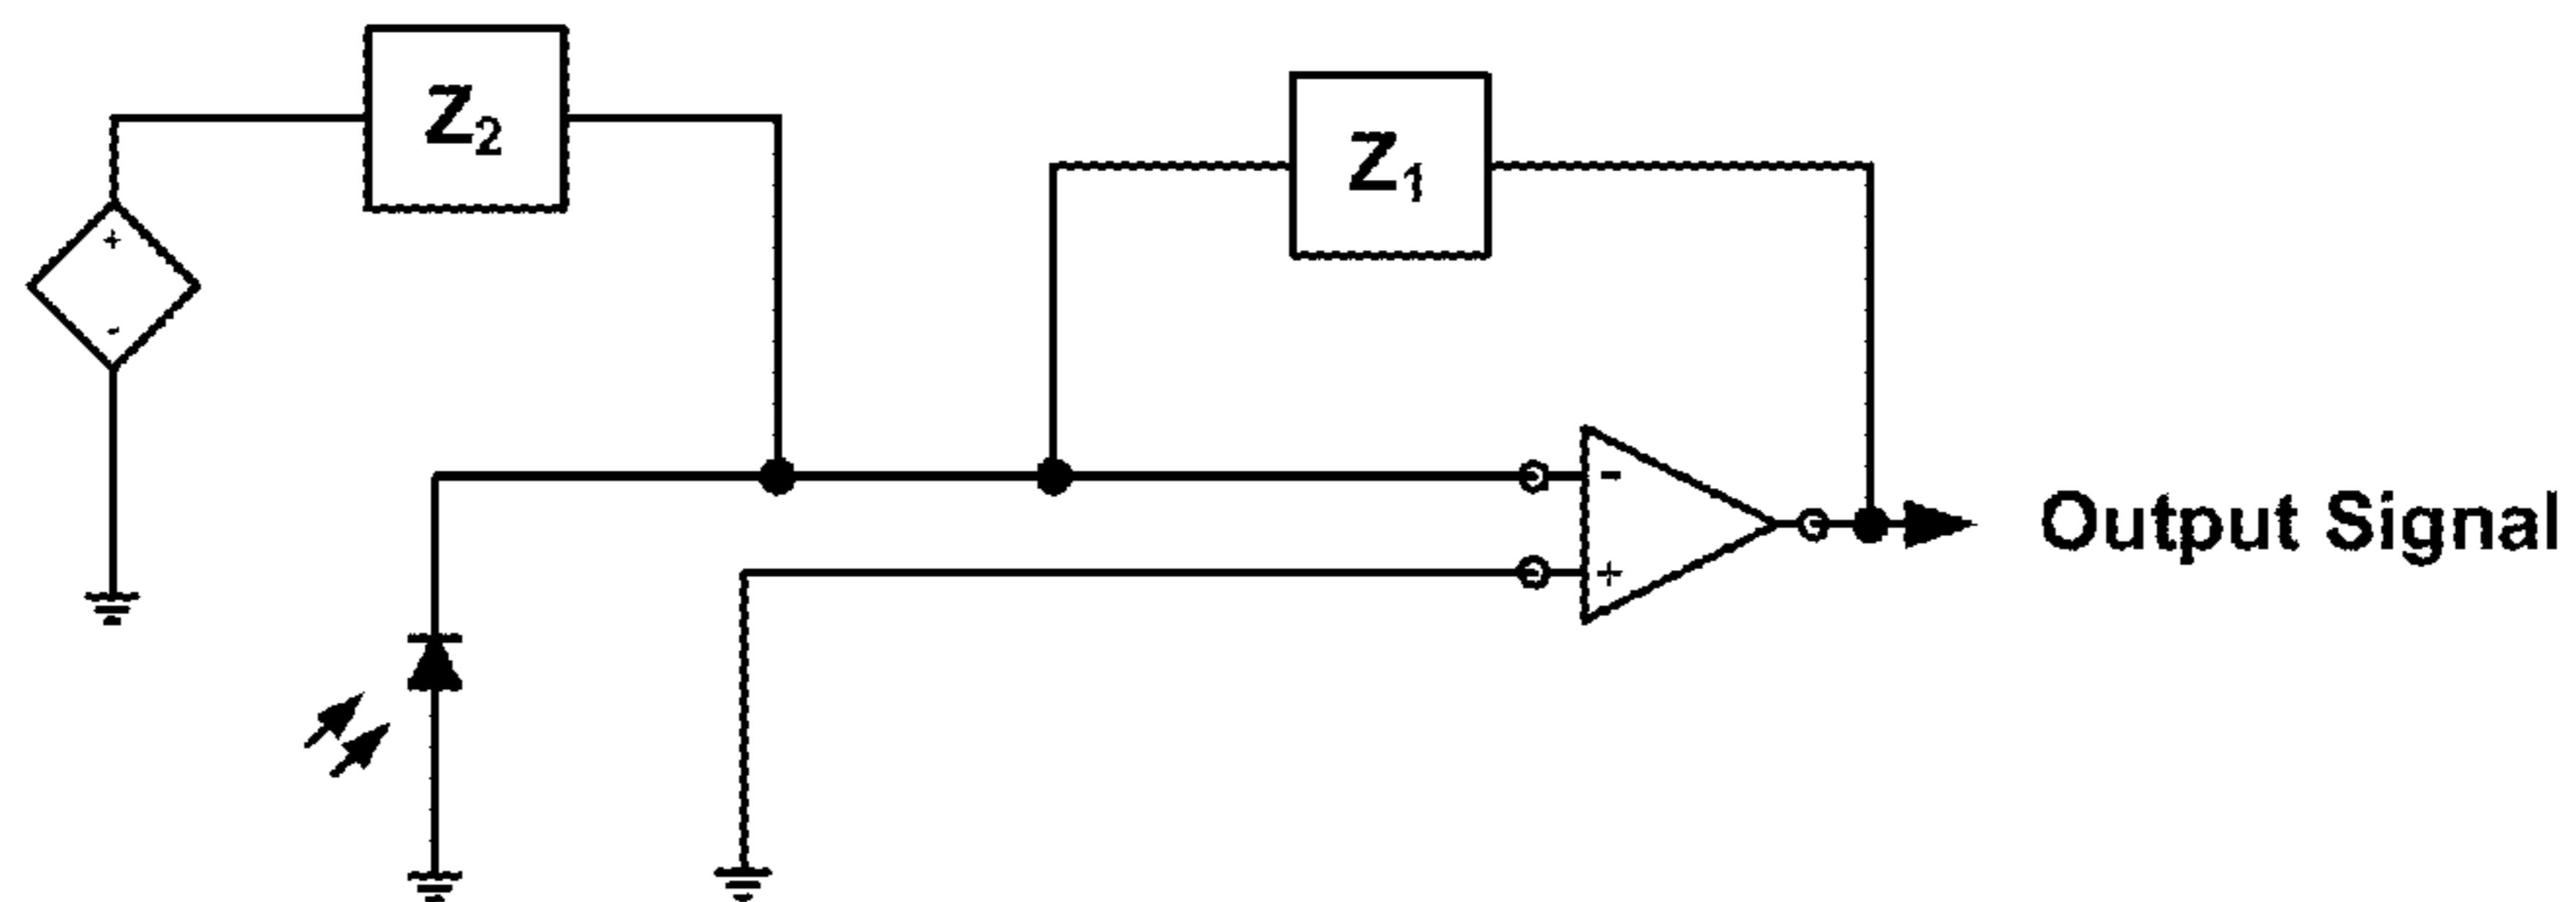 Z₂
Z₁
+
-
-
+
Output Signal